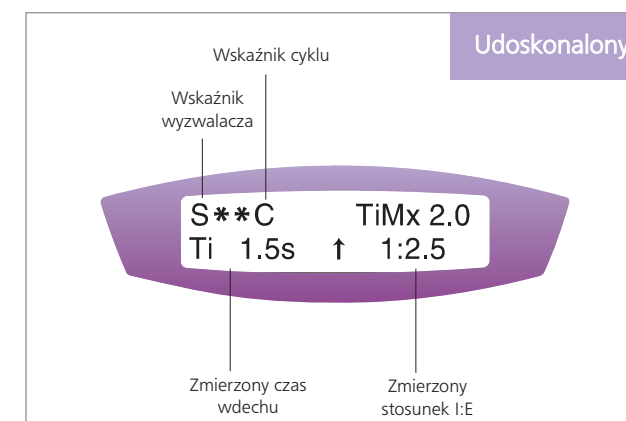 Udoskonalony
Wskaźnik cyklu
Wskaźnik
wyzwalacza
S**C TiMx 2.0
Ti 1.5s ↑ 1:2.5
Zmierzony czas
wdechu
Zmierzony
stosunek I:E